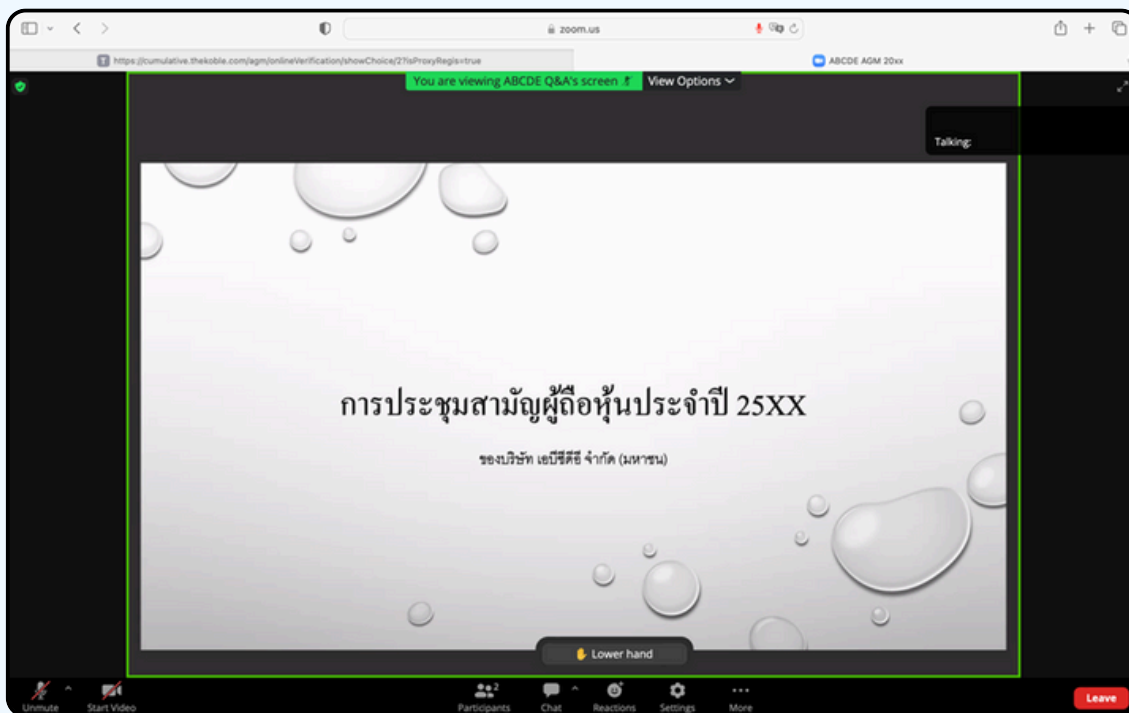 zoom.us
https://cumulative.thekoble.com/agm/onlineVerification/showChoice/2?isProxyRegis=true
ABCDE AGM 20xx
You are viewing ABCDE Q&A's screen
View Options
Talking:
การประชุมสามัญผู้ถือหุ้นประจำปี 25XX
ของบริษัท เอบีซีดีอี จำกัด (มหาชน)
Lower hand
Unmute
Start Video
Participants 2
Chat
Reactions
Settings
More
Leave